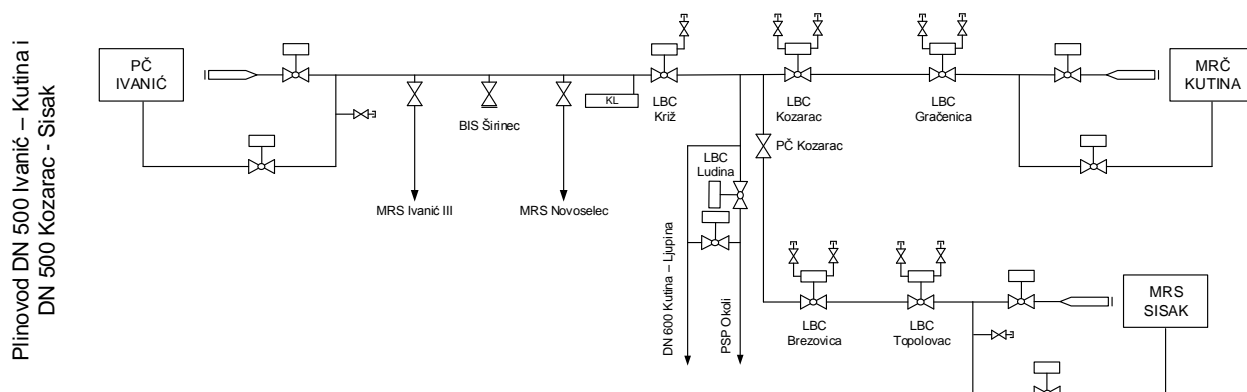 Plinovod DN 500 Ivanić – Kutina i
DN 500 Kozarac - Sisak
PČ
IVANIĆ
MRS Ivanić III
BIS Širinec
MRS Novoselec
KL
LBC
Križ
LBC
Kozarac
LBC
Gračenica
MRČ
KUTINA
PČ Kozarac
LBC
Ludina
DN 600 Kutina – Ljupina
PSP Okoli
LBC
Brezovica
LBC
Topolovac
MRS
SISAK